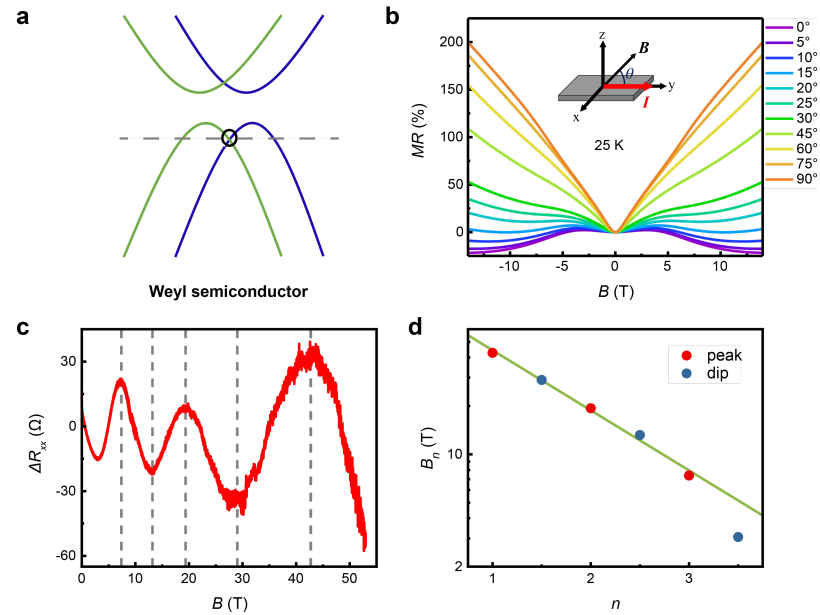 a
Weyl semiconductor
b
MR (%)
200
150
100
50
0
-10
-5
0
5
10
B (T)
z
B
θ
y
I
x
25 K
0°
5°
10°
15°
20°
25°
30°
45°
60°
75°
90°
c
ΔRxx (Ω)
30
0
-30
-60
0
10
20
30
40
50
B (T)
d
Bn (T)
10
2
1
2
3
n
peak
dip